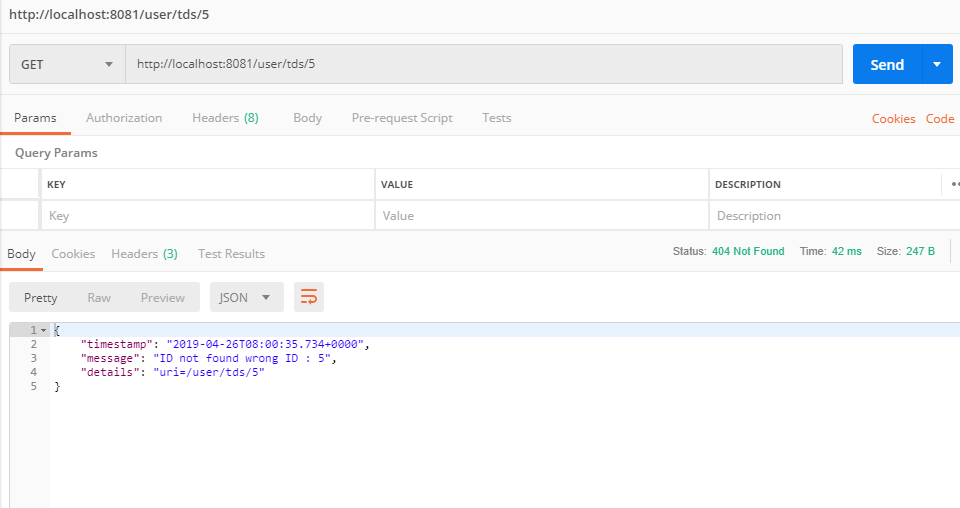 http://localhost:8081/user/tds/5
GET http://localhost:8081/user/tds/5 Send
Params Authorization Headers (8) Body Pre-request Script Tests Cookies Code
Query Params
KEY VALUE DESCRIPTION
Key Value Description
Body Cookies Headers (3) Test Results Status: 404 Not Found Time: 42 ms Size: 247 B
Pretty Raw Preview JSON
1 {
2 "timestamp": "2019-04-26T08:00:35.734+0000",
3 "message": "ID not found wrong ID : 5",
4 "details": "uri=/user/tds/5"
5 }